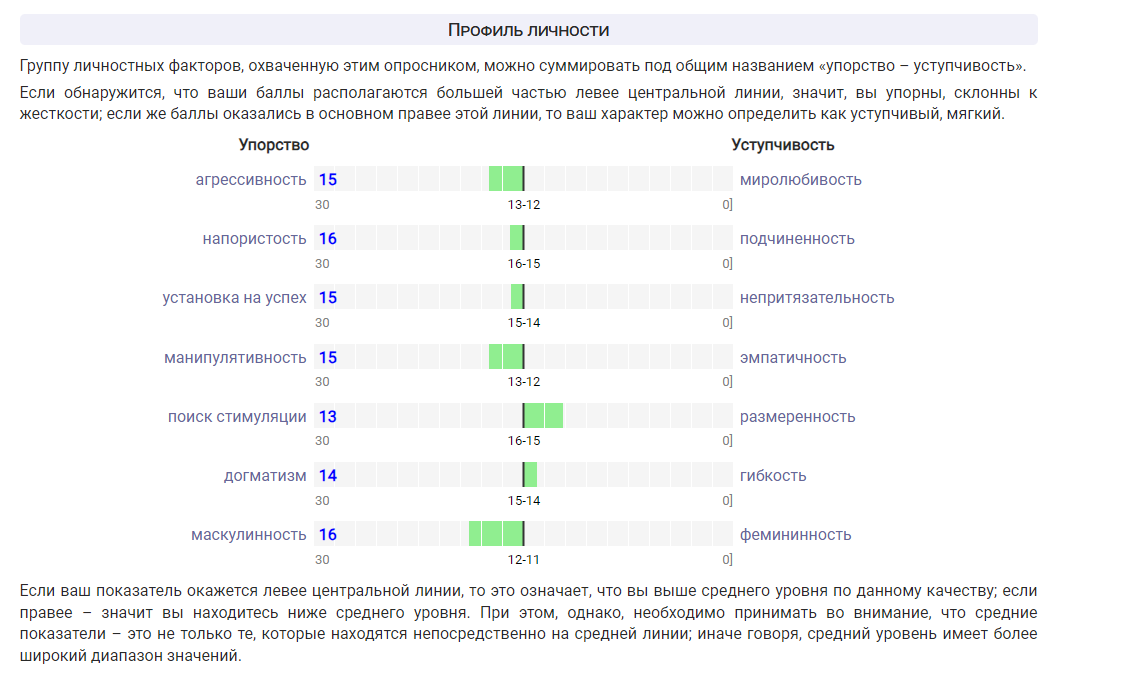 Профиль личности
Группу личностных факторов, охваченную этим опросником, можно суммировать под общим названием «упорство – уступчивость».
Если обнаружится, что ваши баллы располагаются большей частью левее центральной линии, значит, вы упорны, склонны к
жесткости; если же баллы оказались в основном правее этой линии, то ваш характер можно определить как уступчивый, мягкий.
Упорство Уступчивость
агрессивность 15 миролюбивость
30 13-12 0]
напористость 16 подчиненность
30 16-15 0]
установка на успех 15 непритязательность
30 15-14 0]
манипулятивность 15 эмпатичность
30 13-12 0]
поиск стимуляции 13 размеренность
30 16-15 0]
догматизм 14 гибкость
30 15-14 0]
маскулинность 16 фемининность
30 12-11 0]
Если ваш показатель окажется левее центральной линии, то это означает, что вы выше среднего уровня по данному качеству; если
правее – значит вы находитесь ниже среднего уровня. При этом, однако, необходимо принимать во внимание, что средние
показатели – это не только те, которые находятся непосредственно на средней линии; иначе говоря, средний уровень имеет более
широкий диапазон значений.